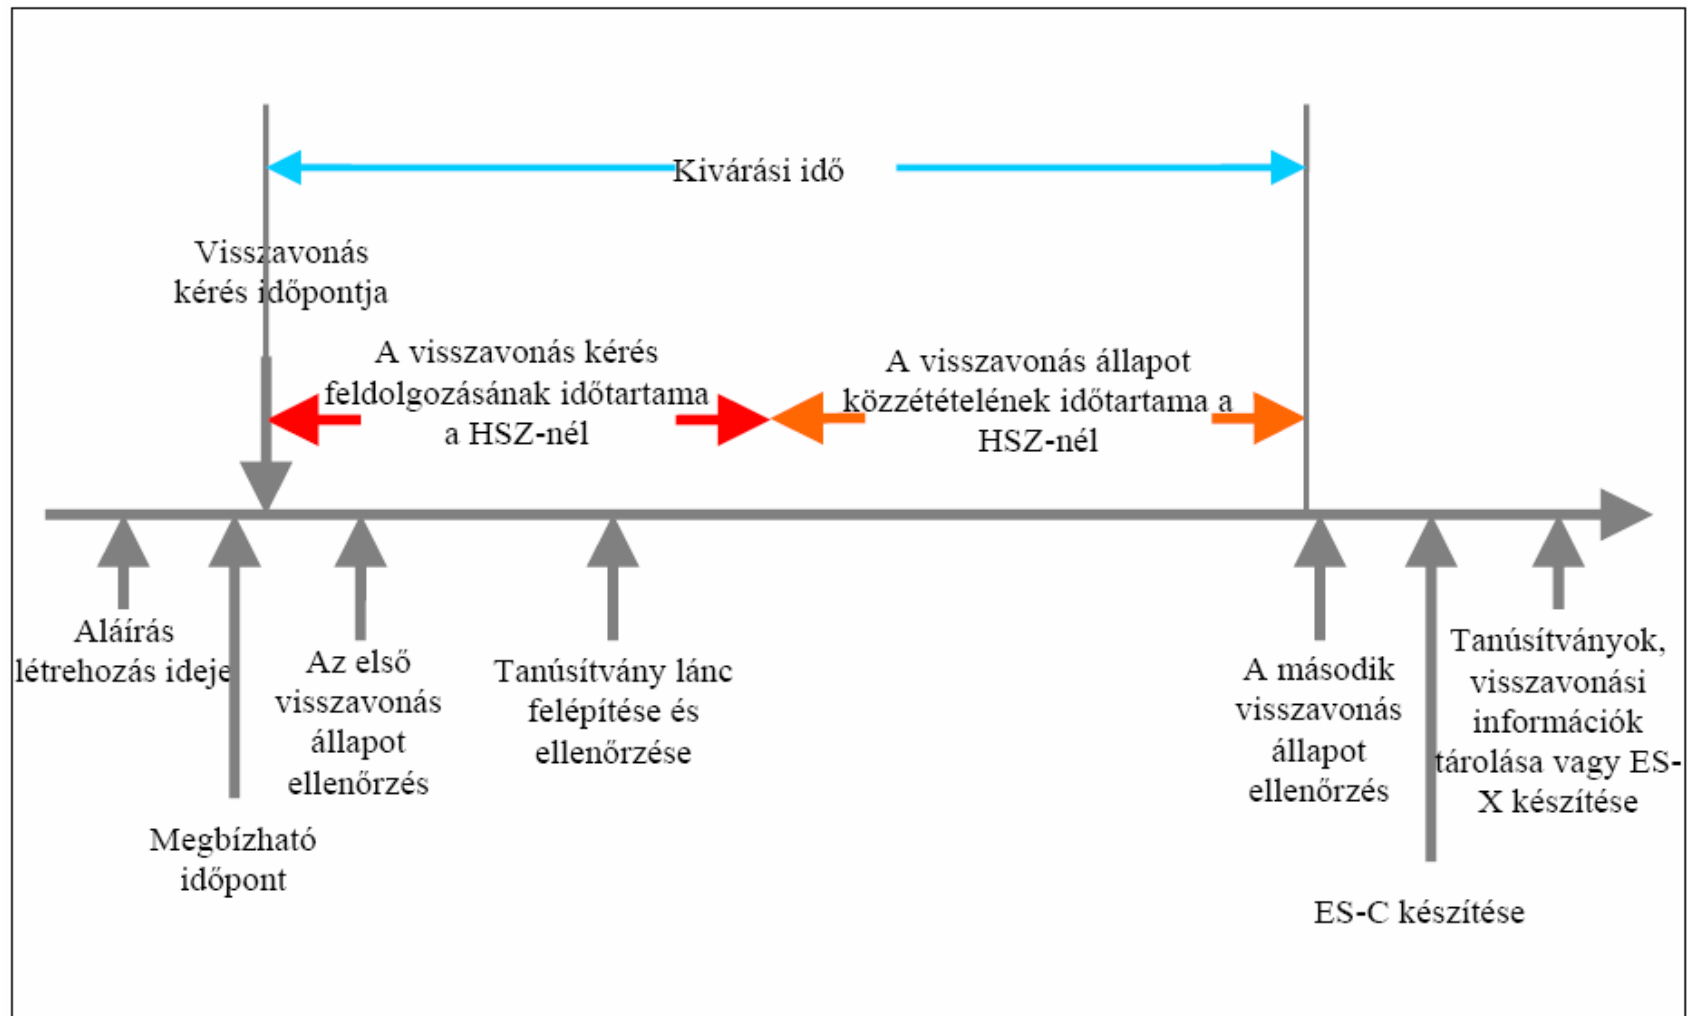 Kivárási idő
Visszavonás
kérés időpontja
A visszavonás kérés
feldolgozásának időtartama
a HSZ-nél
A visszavonás állapot
közzétételének időtartama a
HSZ-nél
Aláírás
létrehozás ideje
Megbízható
időpont
Az első
visszavonás
állapot
ellenőrzés
Tanúsítvány lánc
felépítése és
ellenőrzése
A második
visszavonás
állapot
ellenőrzés
ES-C készítése
Tanúsítványok,
visszavonási
információk
tárolása vagy ES-
X készítése